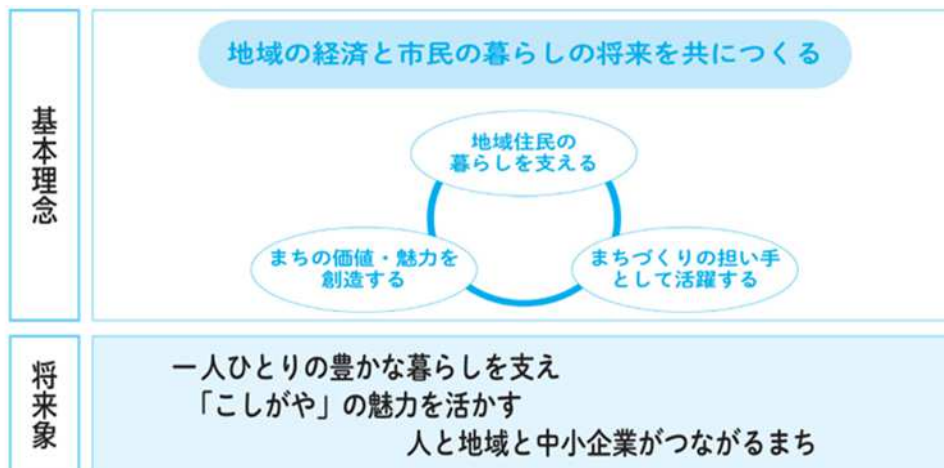 基本理念
地域の経済と市民の暮らしの将来を共につくる
地域住民の
暮らしを支える
まちの価値・魅力を
創造する
まちづくりの担い手
として活躍する
将来象
一人ひとりの豊かな暮らしを支え
「こしがや」の魅力を活かす
人と地域と中小企業がつながるまち